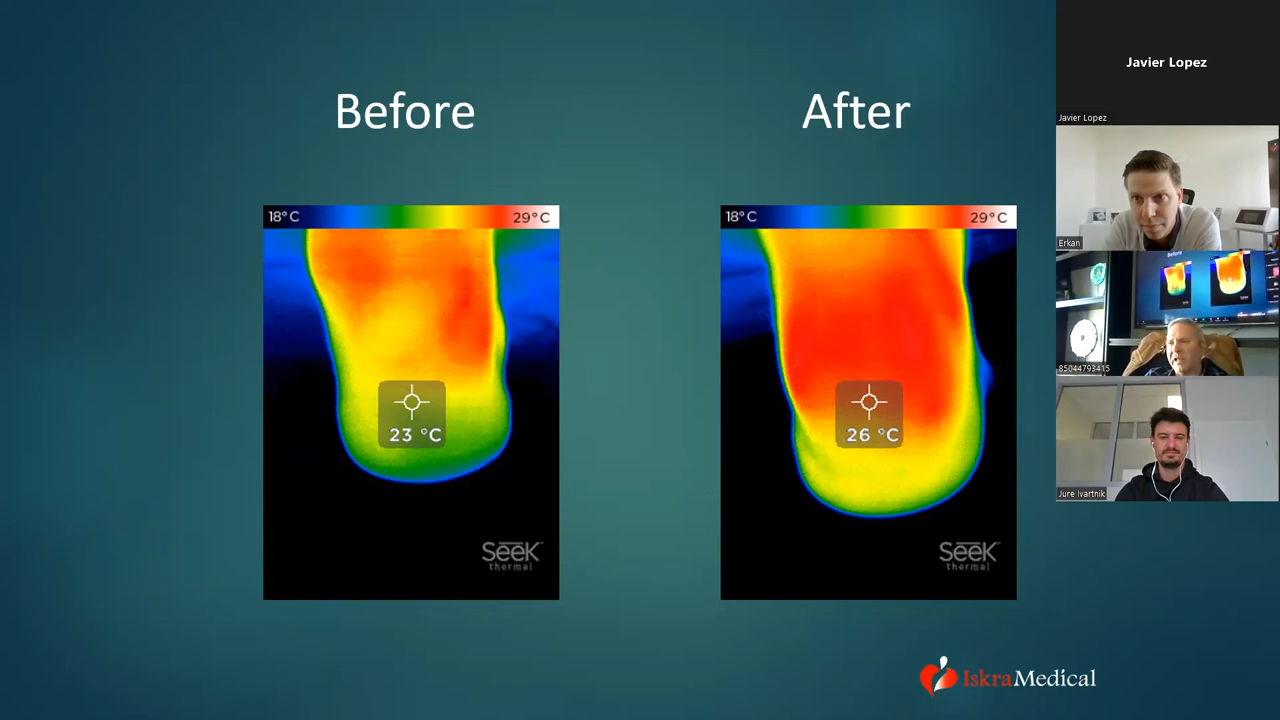 Before
After
18°C
29°C
23 °C
Seek
thermal
18°C
29°C
26 °C
Seek
thermal
IskraMedical
Javier Lopez
Javier Lopez
Erkan
Before
85044793415
Jure Ivartnik